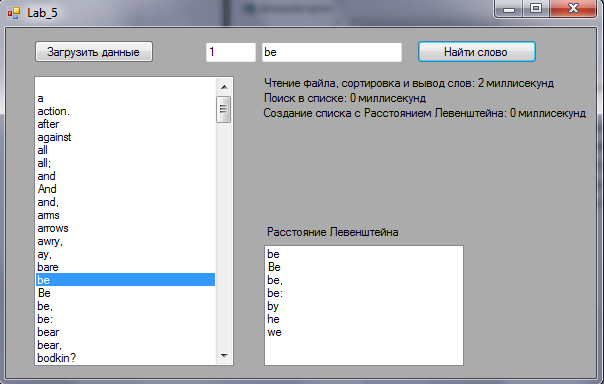 Lab_5
Загрузить данные
1
be
Найти слово
a
action.
after
against
all
all;
and
And
and,
arms
arrows
awry,
ay,
bare
be
Be
be,
be:
bear
bear,
bodkin?
Чтение файла, сортировка и вывод слов: 2 миллисекунд
Поиск в списке: 0 миллисекунд
Создание списка с Расстоянием Левенштейна: 0 миллисекунд
Расстояние Левенштейна
be
Be
be,
be:
by
he
we